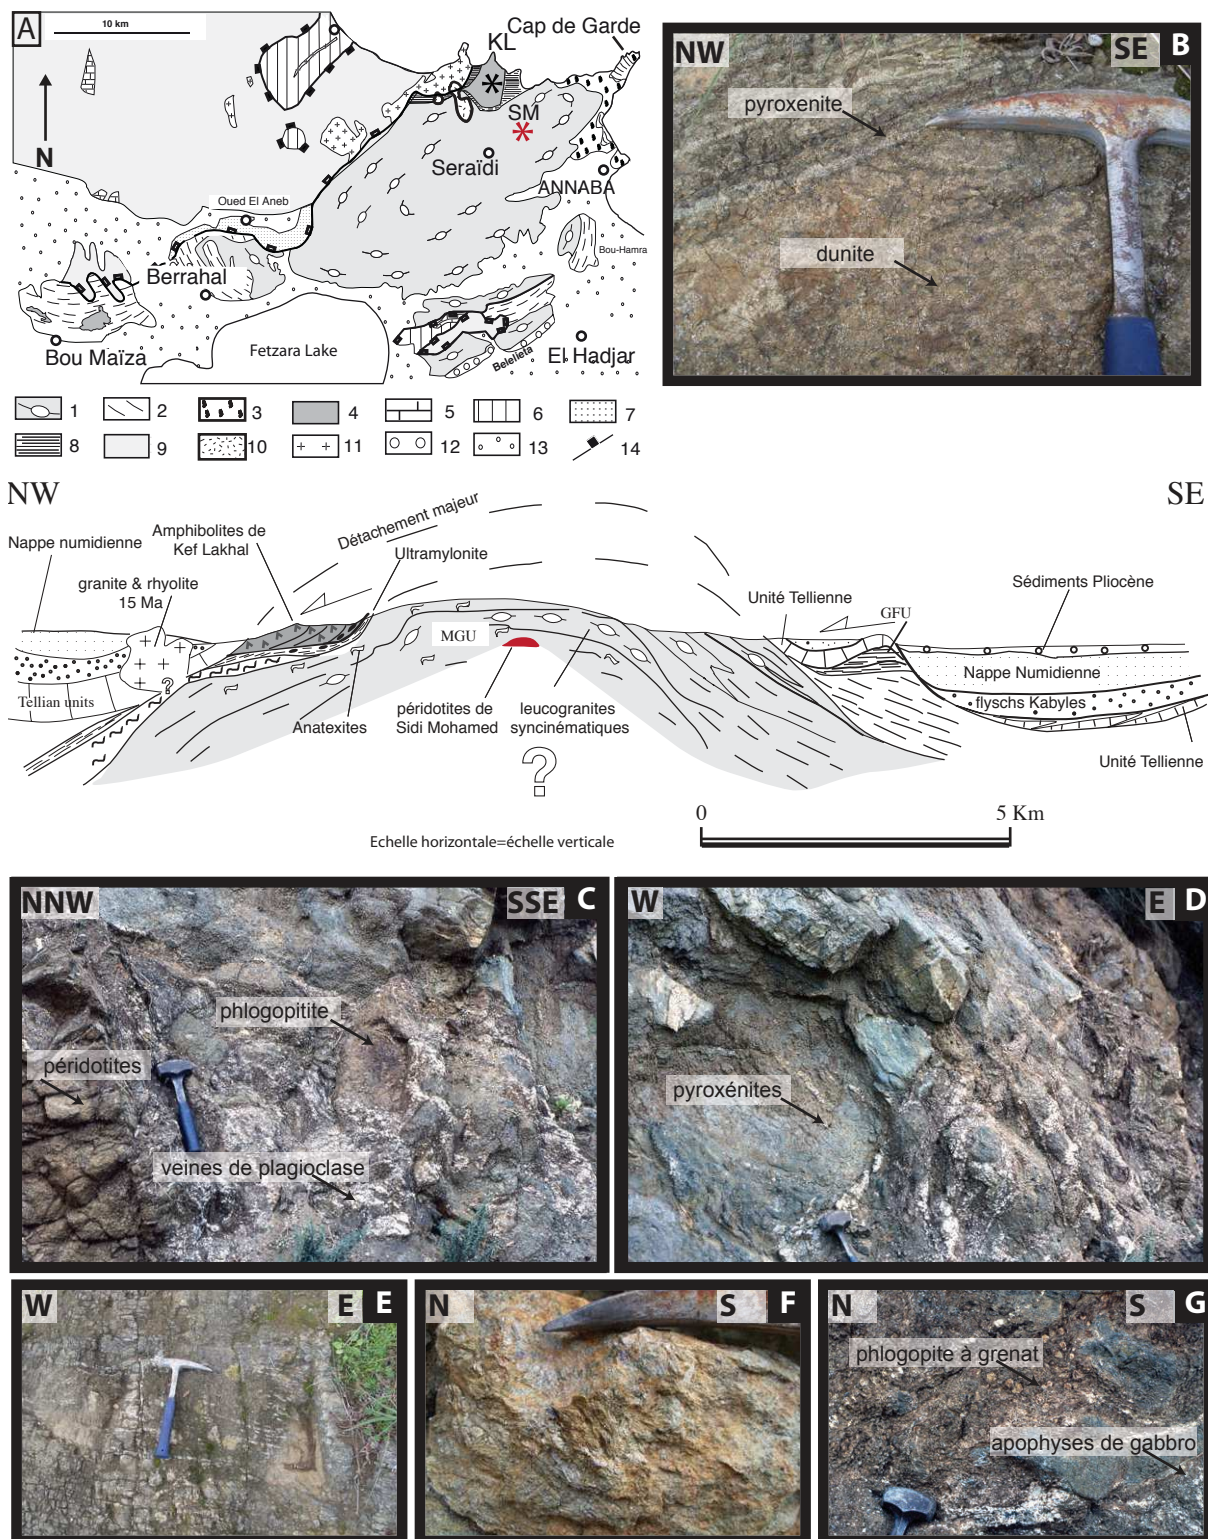 A
10 km
N
KL
Cap de Garde
SM
Seraïdi
ANNABA
Oued El Aneb
Bou-Hamra
Berrahal
Bou Maïza
Fetzara Lake
Belelieta
El Hadjar
1 2 3 4 5 6 7
8 9 10 11 12 13 14
NW SE B
pyroxenite
dunite
NW SE
Détachement majeur
Nappe numidienne
Amphibolites de
Kef Lakhal
Ultramylonite
granite & rhyolite
15 Ma
Sédiments Pliocène
Unité Tellienne
GFU
MGU
?
Tellian units
Nappe Numidienne
flyschs Kabyles
Anatexites
péridotites de
Sidi Mohamed
leucogranites
syncinématiques
?
Unité Tellienne
0 5 Km
Echelle horizontale=échelle verticale
NNW SSE C
phlogopitite
péridotites
veines de plagioclase
W E D
pyroxénites
W E E
N S F
N S G
phlogopite à grenat
apophyses de gabbro